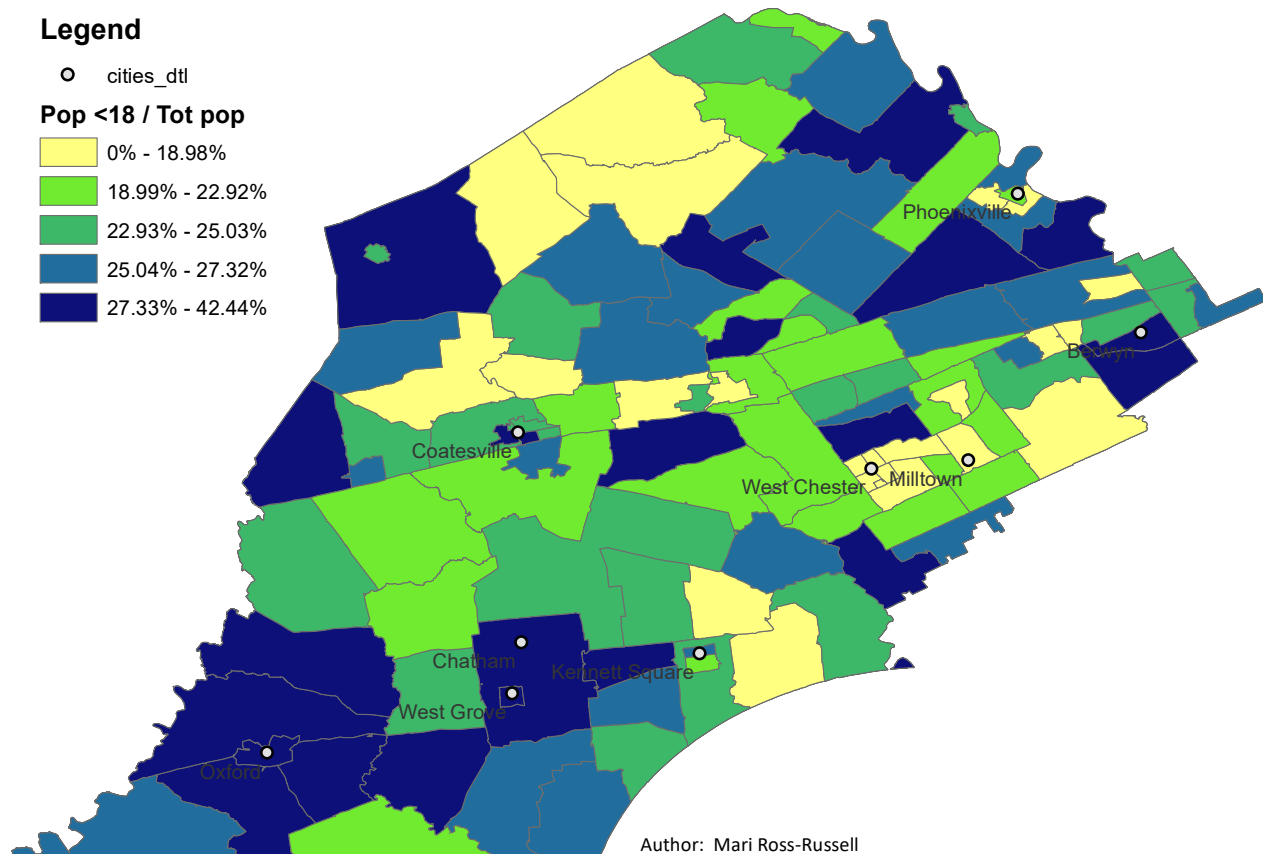 Legend
cities_dtl
Pop <18 / Tot pop
0% - 18.98%
18.99% - 22.92%
22.93% - 25.03%
25.04% - 27.32%
27.33% - 42.44%
Phoenixville
Berwyn
Coatesville
West Chester
Milltown
Chatham
Kennett Square
West Grove
Oxford
Author: Mari Ross-Russell